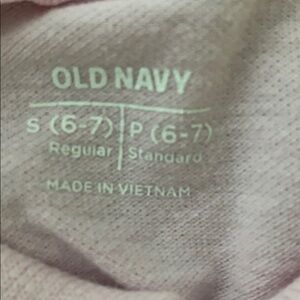 OLD NAVY
S (6-7) P (6-7)
Regular Standard
MADE IN VIETNAM